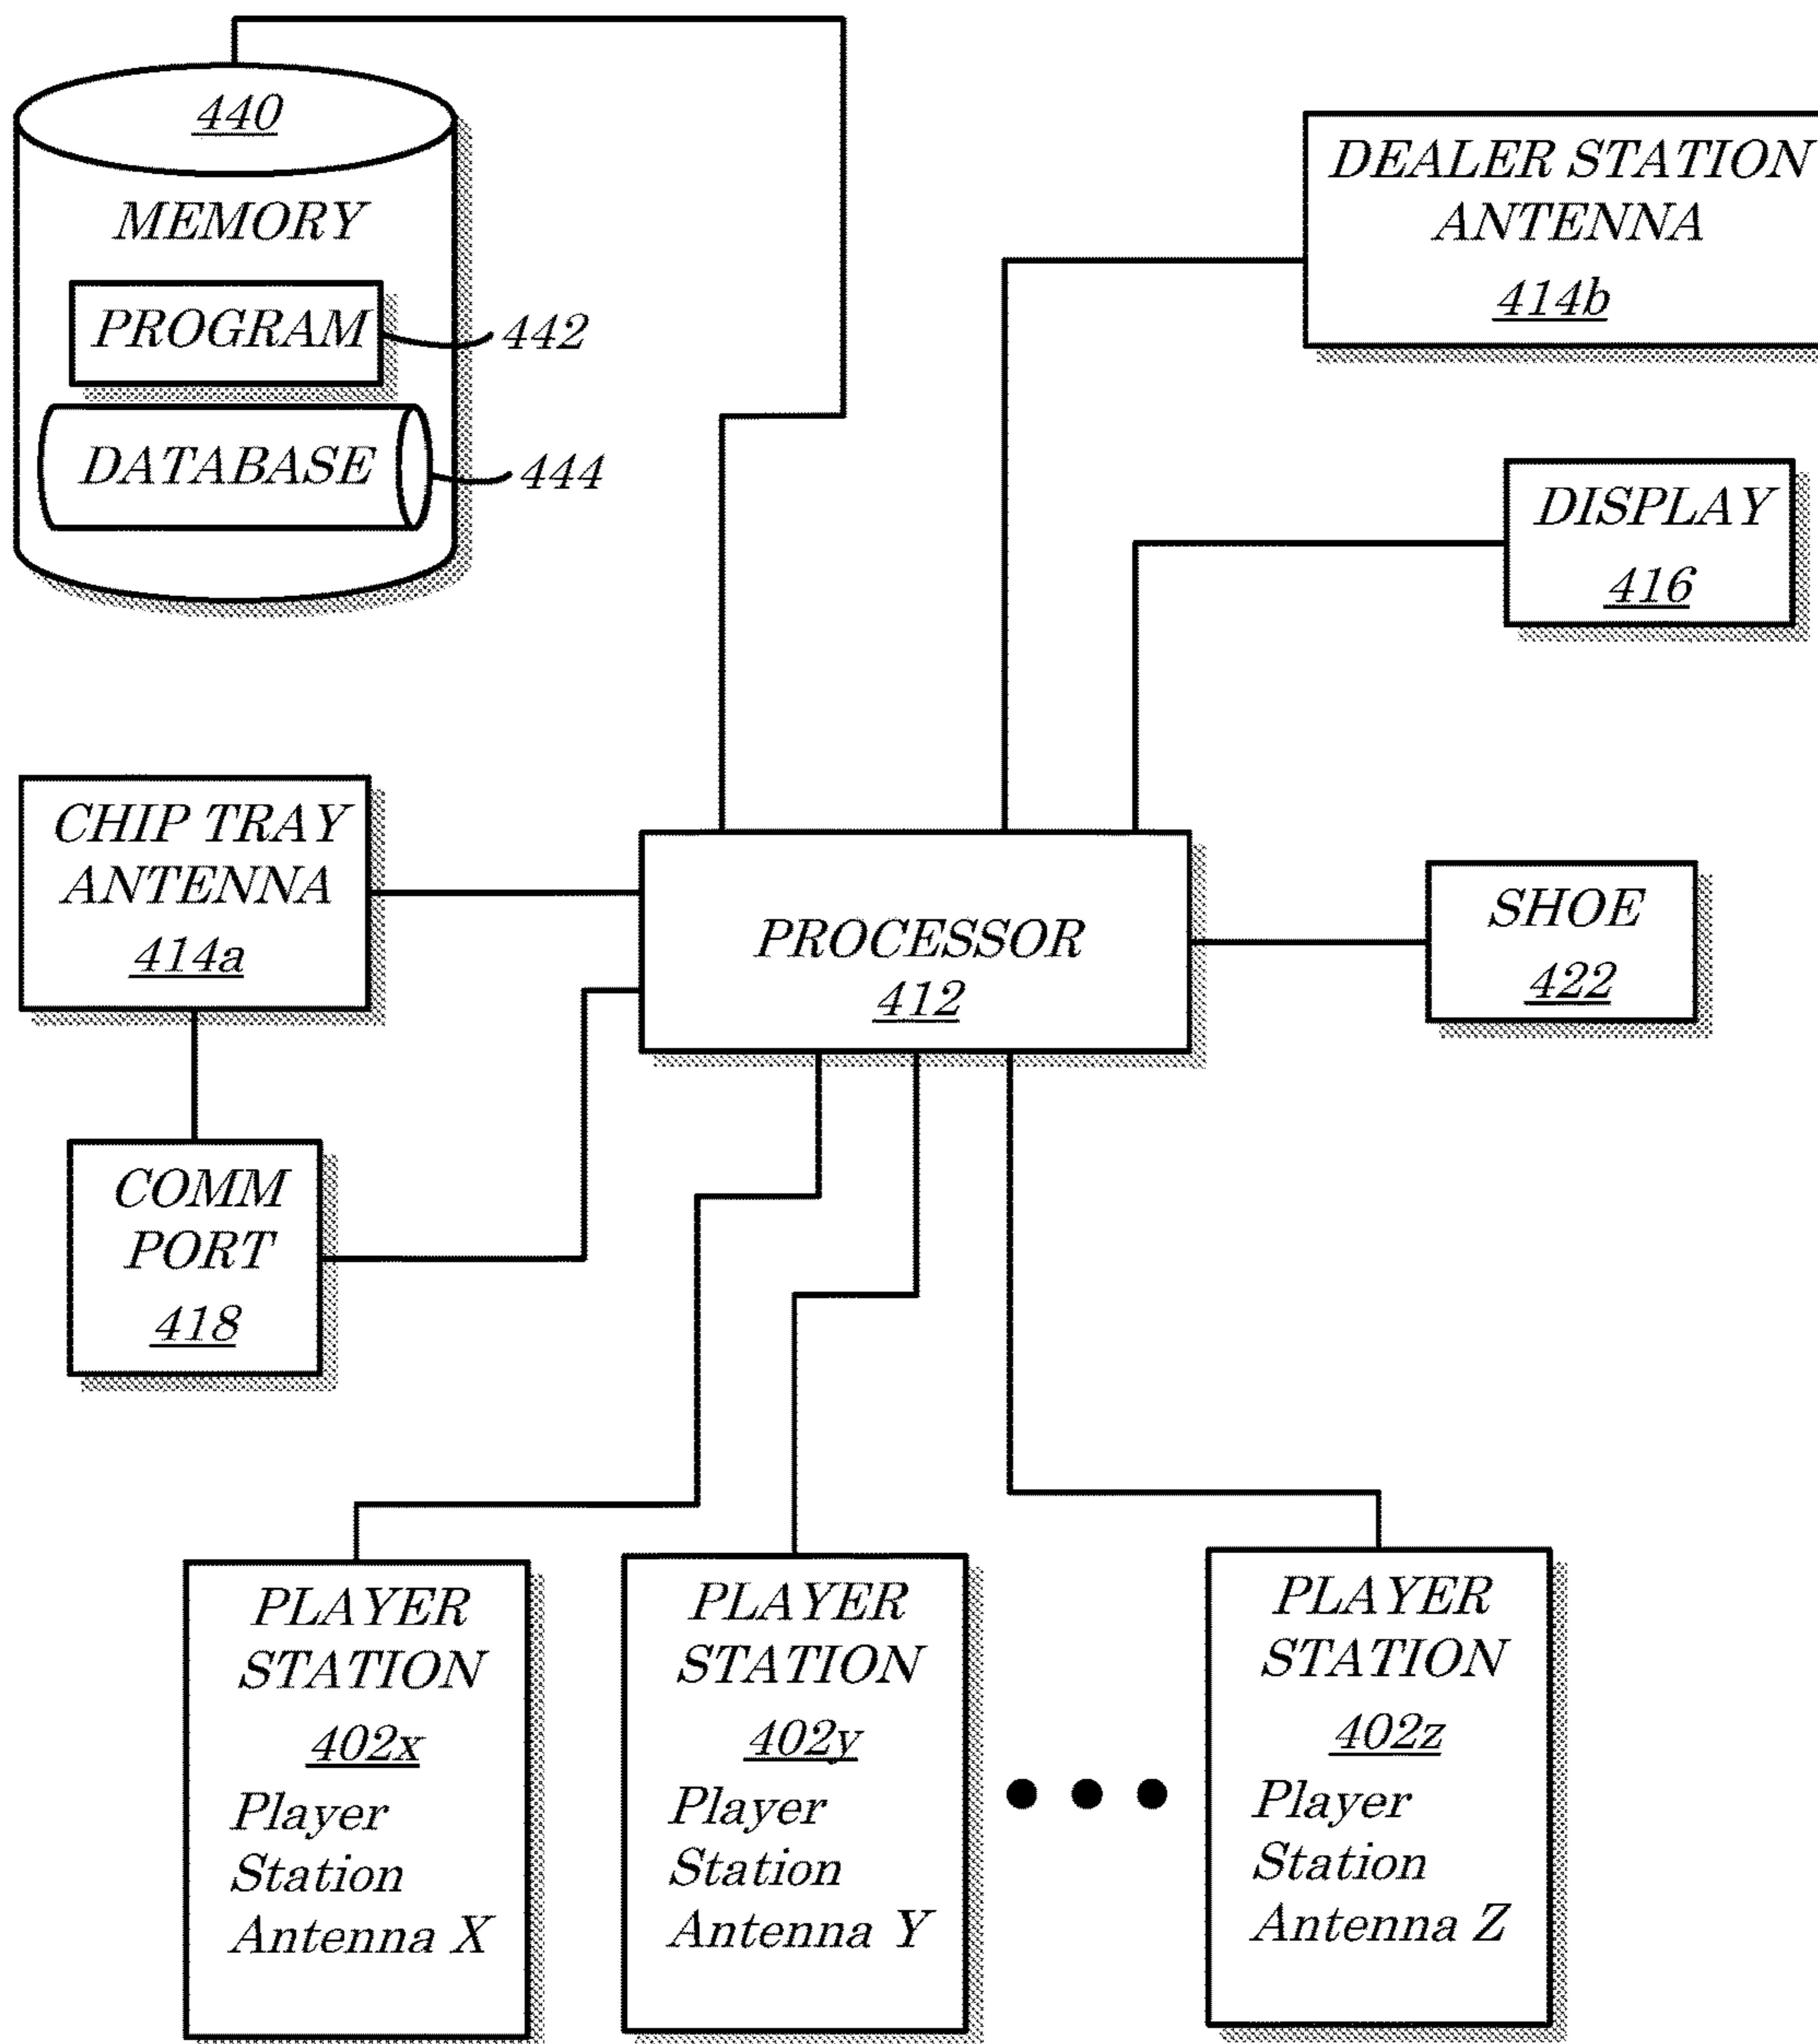 440
MEMORY
PROGRAM
442
DATABASE
444
DEALER STATION
ANTENNA
414b
DISPLAY
416
CHIP TRAY
ANTENNA
414a
PROCESSOR
412
SHOE
422
COMM
PORT
418
PLAYER
STATION
402x
Player
Station
Antenna X
PLAYER
STATION
402y
Player
Station
Antenna Y
PLAYER
STATION
402z
Player
Station
Antenna Z